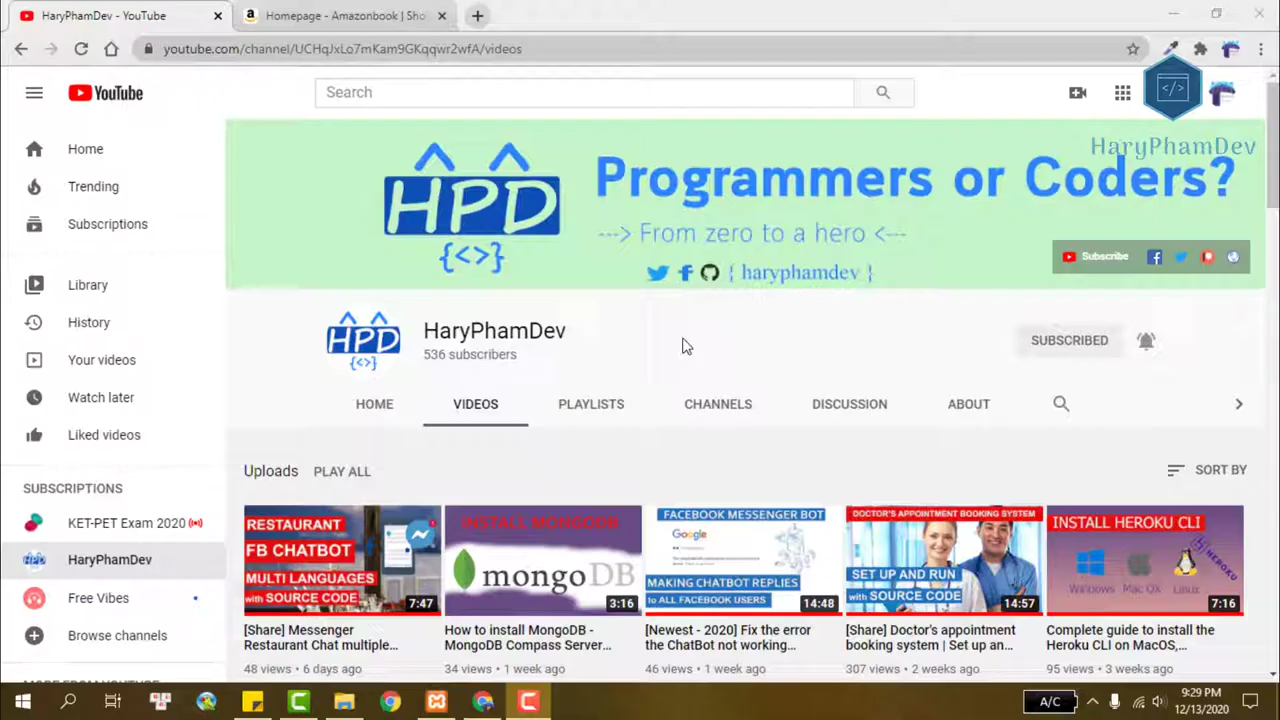 HaryPhamDev - YouTube
Homepage - Amazonbook | Sho
youtube.com/channel/UCHqJxLo7mKam9GKqqwr2wfA/videos
YouTube
Search
HaryPhamDev
Home
Trending
Subscriptions
Library
History
Your videos
Watch later
Liked videos
SUBSCRIPTIONS
KET-PET Exam 2020
HaryPhamDev
Free Vibes
Browse channels
HPD
{<>}
Programmers or Coders?
---> From zero to a hero <---
{ haryphamdev }
Subscribe
HPD
{<>}
HaryPhamDev
536 subscribers
SUBSCRIBED
HOME
VIDEOS
PLAYLISTS
CHANNELS
DISCUSSION
ABOUT
Uploads
PLAY ALL
SORT BY
RESTAURANT
FB CHATBOT
MULTI LANGUAGES
with SOURCE CODE
7:47
[Share] Messenger
Restaurant Chat multiple...
48 views • 6 days ago
INSTALL MONGODB
mongoDB
3:16
How to install MongoDB -
MongoDB Compass Server...
34 views • 1 week ago
FACEBOOK MESSENGER BOT
Google
MAKING CHATBOT REPLIES
to ALL FACEBOOK USERS
14:48
[Newest - 2020] Fix the error
the ChatBot not working...
46 views • 1 week ago
DOCTOR'S APPOINTMENT BOOKING SYSTEM
SET UP AND RUN
with SOURCE CODE
14:57
[Share] Doctor's appointment
booking system | Set up an...
307 views • 2 weeks ago
INSTALL HEROKU CLI
Windows
Mac OX
Linux
HEROKU
7:16
Complete guide to install the
Heroku CLI on MacOS,...
95 views • 3 weeks ago
A/C
9:29 PM
12/13/2020